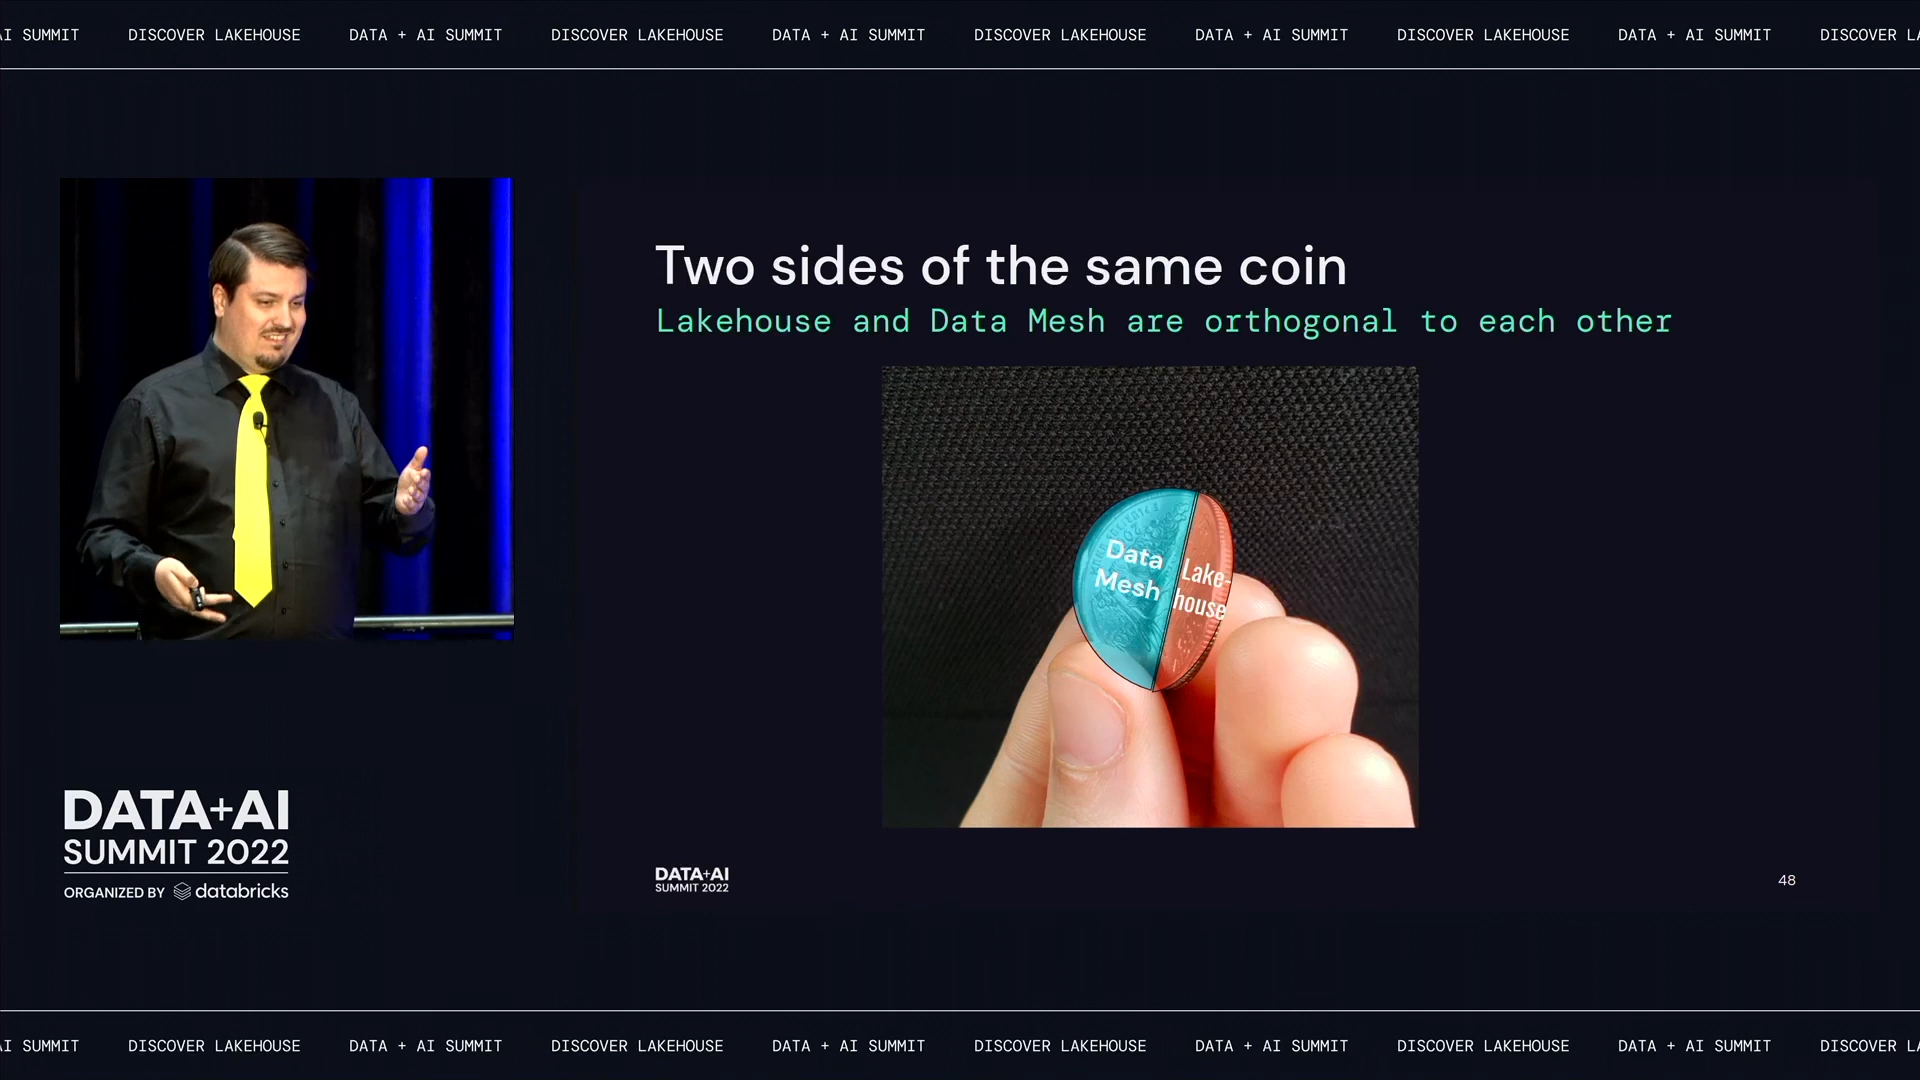 AI SUMMIT DISCOVER LAKEHOUSE DATA + AI SUMMIT DISCOVER LAKEHOUSE DATA + AI SUMMIT DISCOVER LAKEHOUSE DATA + AI SUMMIT DISCOVER LAKEHOUSE DATA + AI SUMMIT DISCOVER
Two sides of the same coin
Lakehouse and Data Mesh are orthogonal to each other
Data
Mesh
Lake-
house
DATA+AI
SUMMIT 2022
ORGANIZED BY databricks
DATA+AI
SUMMIT 2022
48
AI SUMMIT DISCOVER LAKEHOUSE DATA + AI SUMMIT DISCOVER LAKEHOUSE DATA + AI SUMMIT DISCOVER LAKEHOUSE DATA + AI SUMMIT DISCOVER LAKEHOUSE DATA + AI SUMMIT DISCOVER